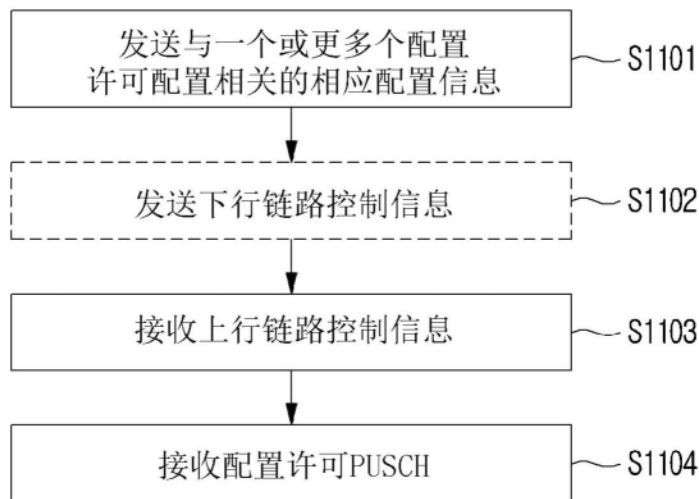 发送与一个或更多个配置
许可配置相关的相应配置信息
S1101
发送下行链路控制信息
S1102
接收上行链路控制信息
S1103
接收配置许可PUSCH
S1104